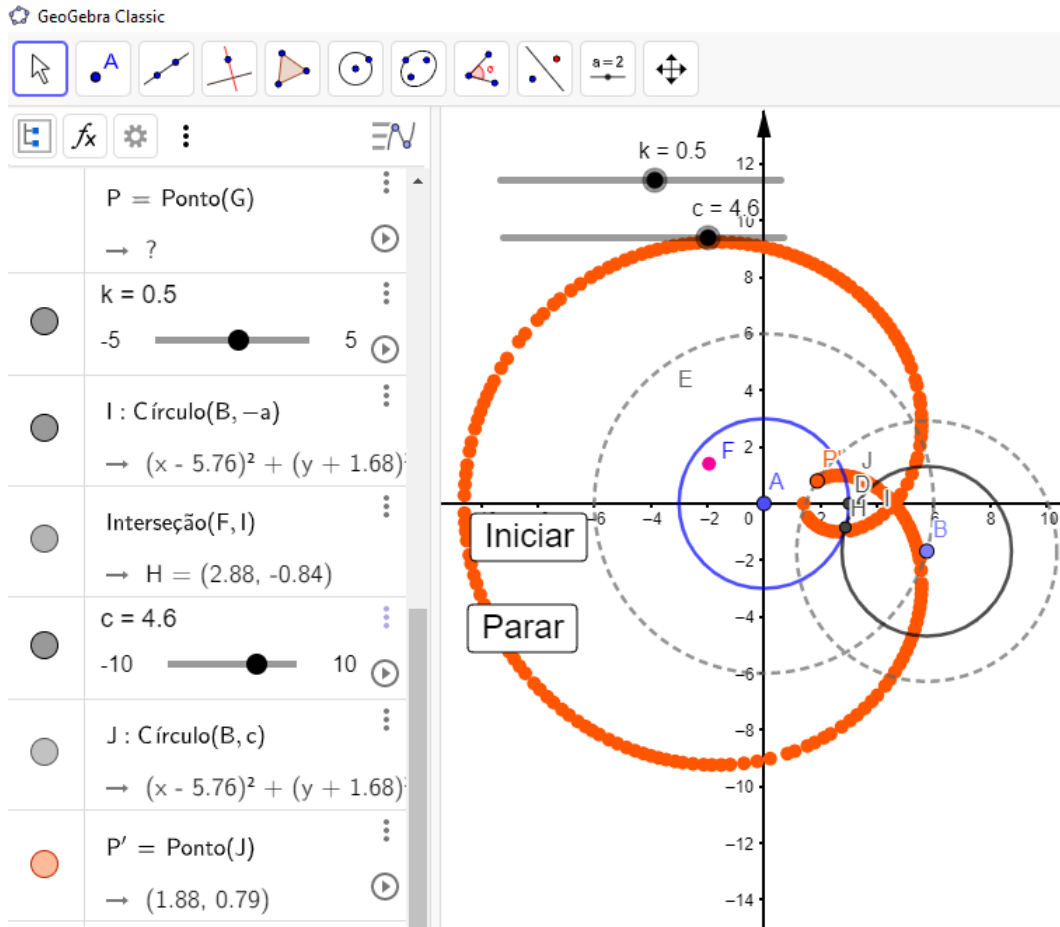 GeoGebra Classic
A
a=2
fx
P = Ponto(G)
→ ?
k = 0.5
-5 5
I : Círculo(B, −a)
→ (x - 5.76)² + (y + 1.68)²
Interseção(F, I)
→ H = (2.88, -0.84)
c = 4.6
-10 10
J : Círculo(B, c)
→ (x - 5.76)² + (y + 1.68)²
P′ = Ponto(J)
→ (1.88, 0.79)
k = 0.5
12
c = 4.6
10
8
6
E
4
2
F
P' J
A D
H I
−6 −4 −2 0 2 6 8 10
B
−2
−4
−6
−8
−10
−12
−14
Iniciar
Parar